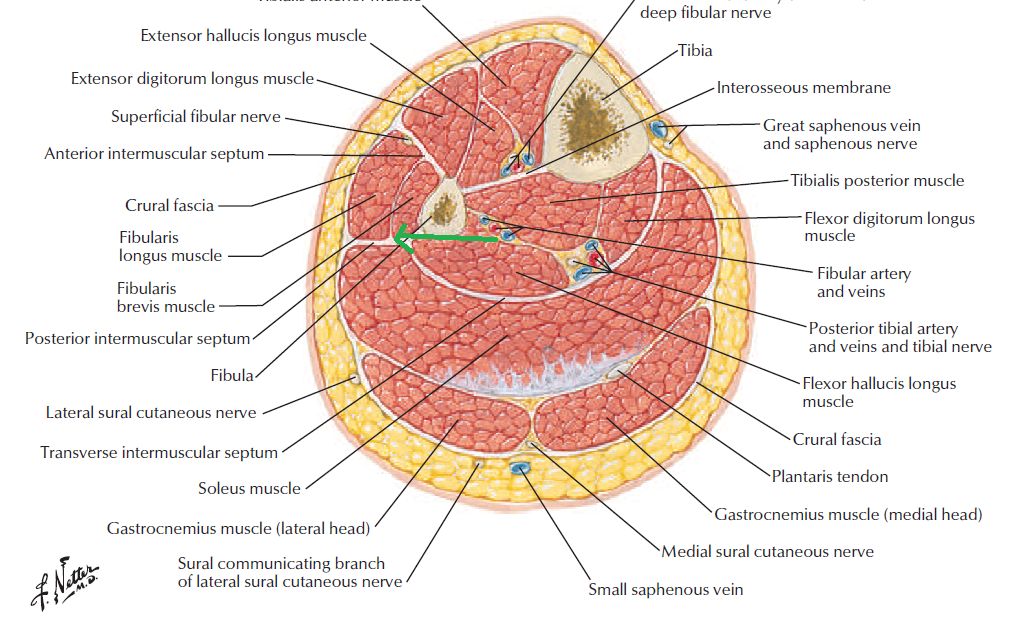 deep fibular nerve
Extensor hallucis longus muscle
Tibia
Extensor digitorum longus muscle
Interosseous membrane
Superficial fibular nerve
Great saphenous vein
and saphenous nerve
Anterior intermuscular septum
Tibialis posterior muscle
Crural fascia
Flexor digitorum longus
muscle
Fibularis
longus muscle
Fibular artery
and veins
Fibularis
brevis muscle
Posterior tibial artery
and veins and tibial nerve
Posterior intermuscular septum
Fibula
Flexor hallucis longus
muscle
Lateral sural cutaneous nerve
Crural fascia
Transverse intermuscular septum
Plantaris tendon
Soleus muscle
Gastrocnemius muscle (medial head)
Gastrocnemius muscle (lateral head)
Medial sural cutaneous nerve
Sural communicating branch
of lateral sural cutaneous nerve
Small saphenous vein
F. Netter
M.D.